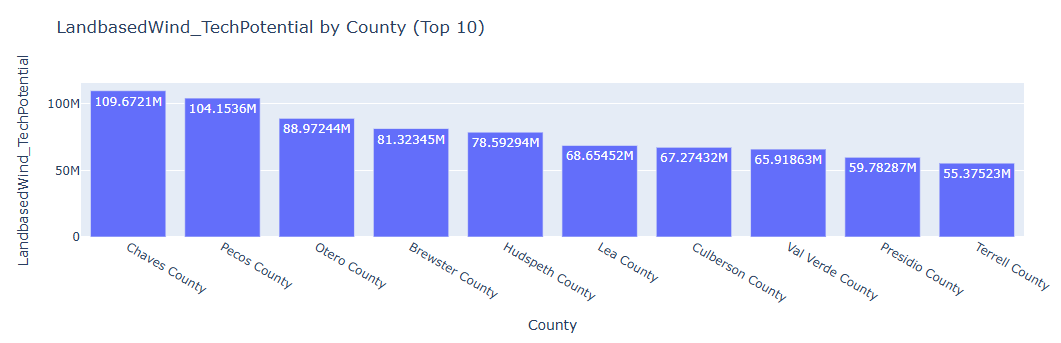 LandbasedWind_TechPotential by County (Top 10)
LandbasedWind_TechPotential
100M
50M
0
109.6721M
104.1536M
88.97244M
81.32345M
78.59294M
68.65452M
67.27432M
65.91863M
59.78287M
55.37523M
Chaves County
Pecos County
Otero County
Brewster County
Hudspeth County
Lea County
Culberson County
Val Verde County
Presidio County
Terrell County
County